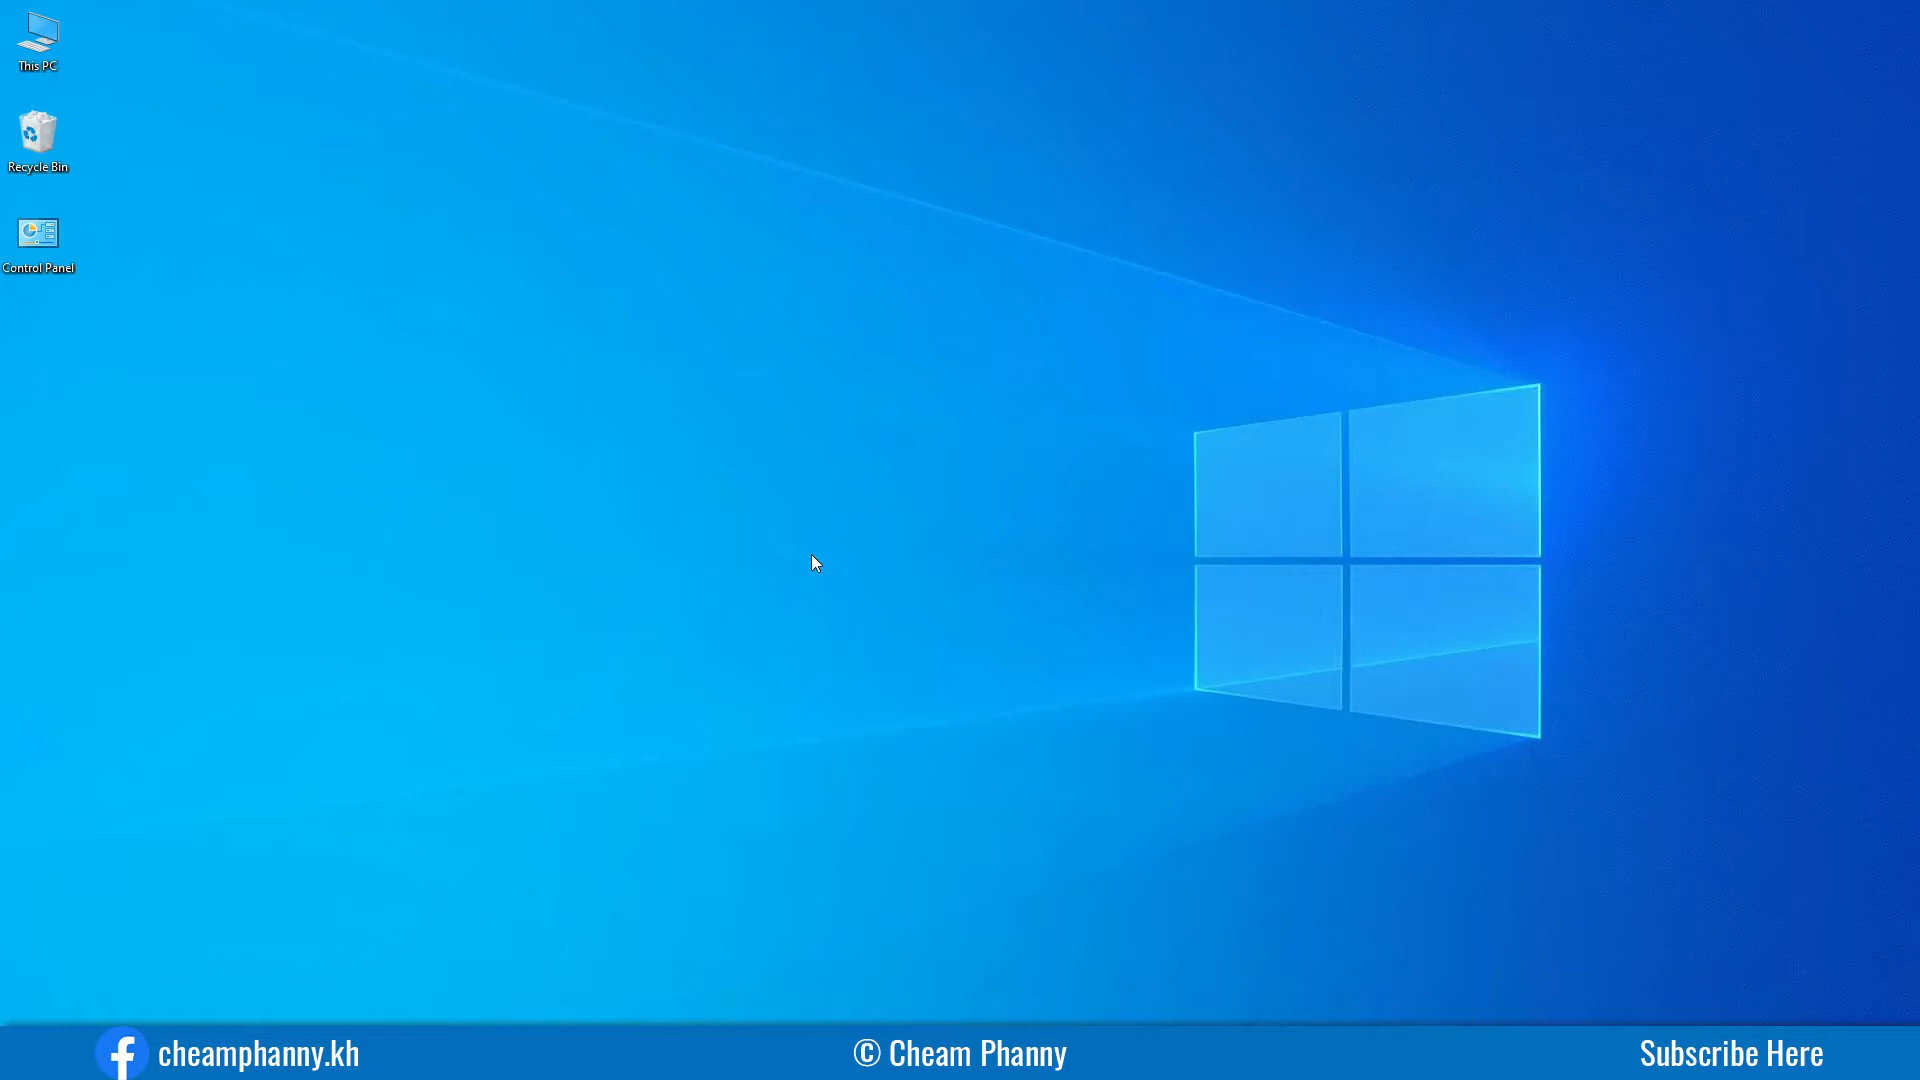 This PC
Recycle Bin
Control Panel
cheamphanny.kh
© Cheam Phanny
Subscribe Here